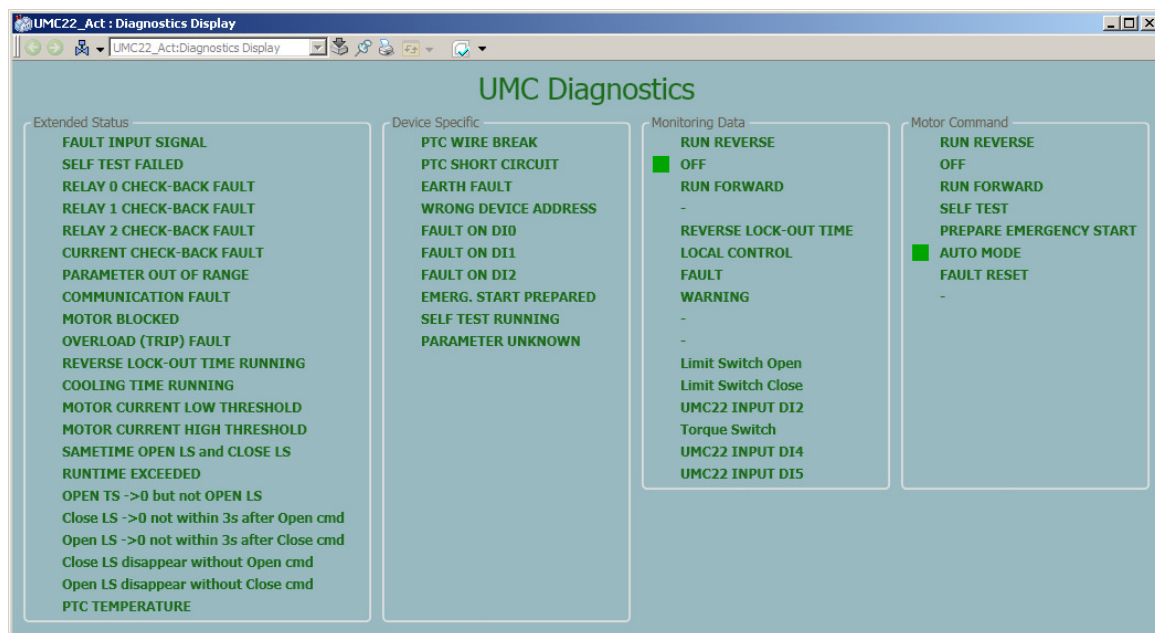 UMC22_Act : Diagnostics Display
UMC22_Act:Diagnostics Display
UMC Diagnostics
Extended Status
FAULT INPUT SIGNAL
SELF TEST FAILED
RELAY 0 CHECK-BACK FAULT
RELAY 1 CHECK-BACK FAULT
RELAY 2 CHECK-BACK FAULT
CURRENT CHECK-BACK FAULT
PARAMETER OUT OF RANGE
COMMUNICATION FAULT
MOTOR BLOCKED
OVERLOAD (TRIP) FAULT
REVERSE LOCK-OUT TIME RUNNING
COOLING TIME RUNNING
MOTOR CURRENT LOW THRESHOLD
MOTOR CURRENT HIGH THRESHOLD
SAMETIME OPEN LS and CLOSE LS
RUNTIME EXCEEDED
OPEN TS ->0 but not OPEN LS
Close LS ->0 not within 3s after Open cmd
Open LS ->0 not within 3s after Close cmd
Close LS disappear without Open cmd
Open LS disappear without Close cmd
PTC TEMPERATURE
Device Specific
PTC WIRE BREAK
PTC SHORT CIRCUIT
EARTH FAULT
WRONG DEVICE ADDRESS
FAULT ON DI0
FAULT ON DI1
FAULT ON DI2
EMERG. START PREPARED
SELF TEST RUNNING
PARAMETER UNKNOWN
Monitoring Data
RUN REVERSE
OFF
RUN FORWARD
-
REVERSE LOCK-OUT TIME
LOCAL CONTROL
FAULT
WARNING
-
-
Limit Switch Open
Limit Switch Close
UMC22 INPUT DI2
Torque Switch
UMC22 INPUT DI4
UMC22 INPUT DI5
Motor Command
RUN REVERSE
OFF
RUN FORWARD
SELF TEST
PREPARE EMERGENCY START
AUTO MODE
FAULT RESET
-